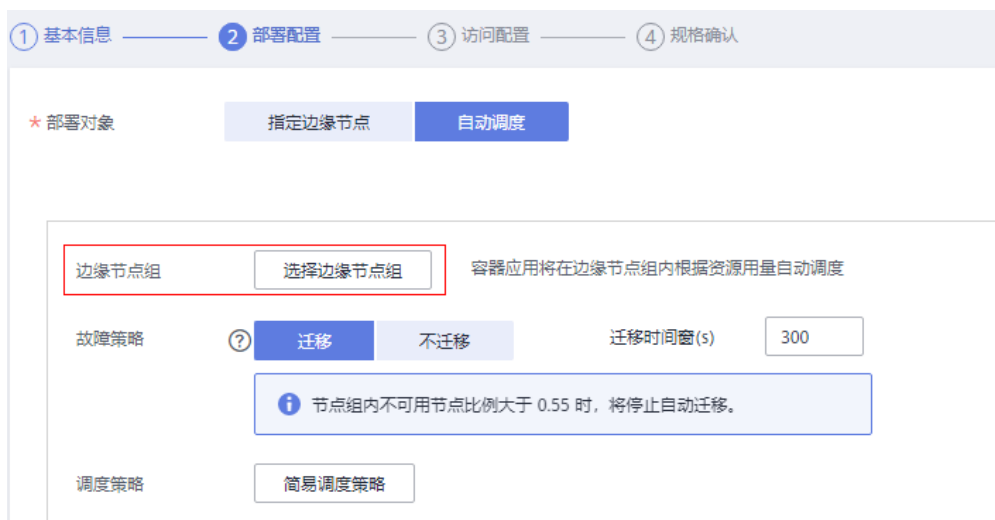 1 基本信息 2 部署配置 3 访问配置 4 规格确认
* 部署对象 指定边缘节点 自动调度
边缘节点组 选择边缘节点组 容器应用将在边缘节点组内根据资源用量自动调度
故障策略 ? 迁移 不迁移 迁移时间窗(s) 300
i 节点组内不可用节点比例大于 0.55 时，将停止自动迁移。
调度策略 简易调度策略